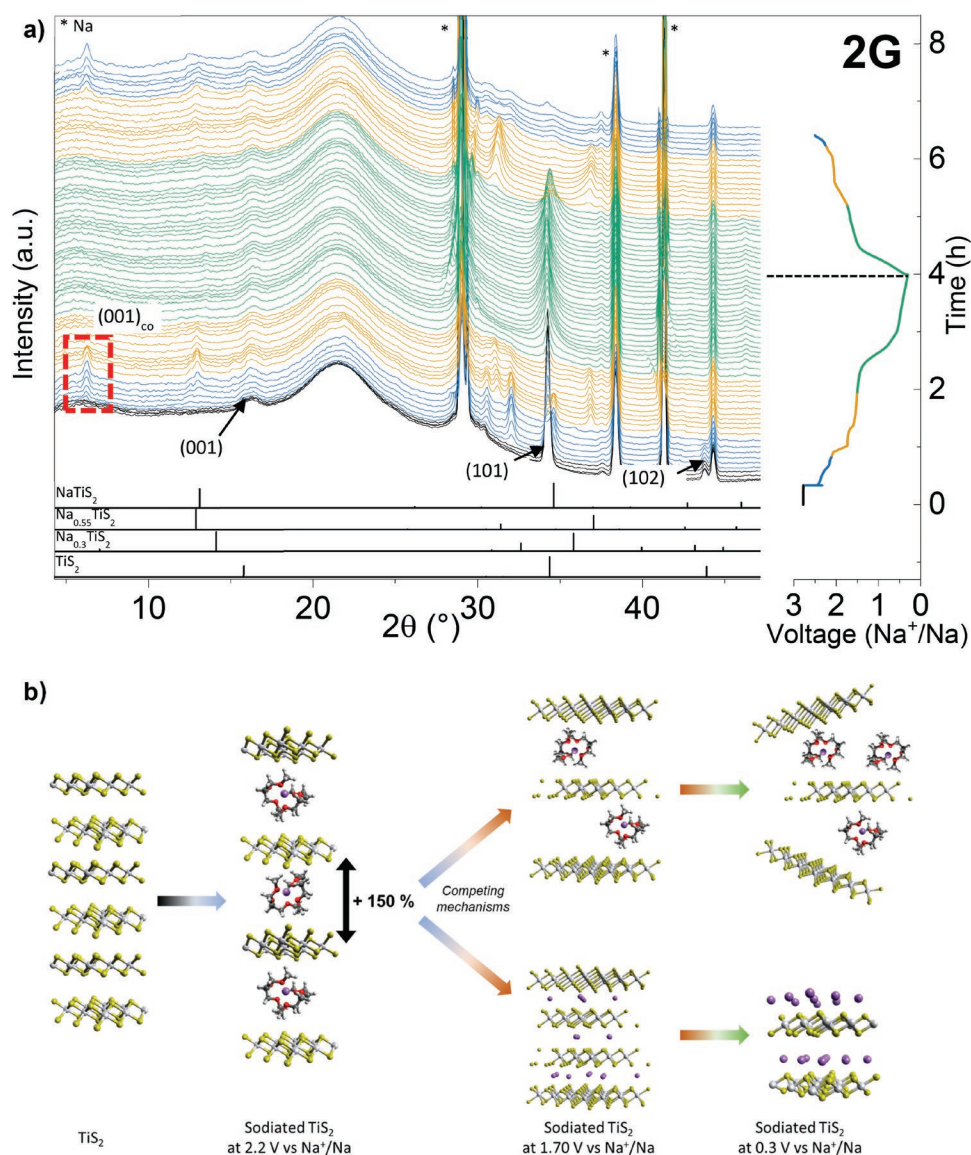 a)
* Na
*
*
*
2G
8
6
4
2
0
Time (h)
Intensity (a.u.)
(001)co
(001)
(101)
(102)
NaTiS2
Na0.55TiS2
Na0.3TiS2
TiS2
10
20
30
40
2θ (°)
3
2
1
0
Voltage (Na+/Na)
b)
+ 150 %
Competing
mechanisms
TiS2
Sodiated TiS2
at 2.2 V vs Na+/Na
Sodiated TiS2
at 1.70 V vs Na+/Na
Sodiated TiS2
at 0.3 V vs Na+/Na